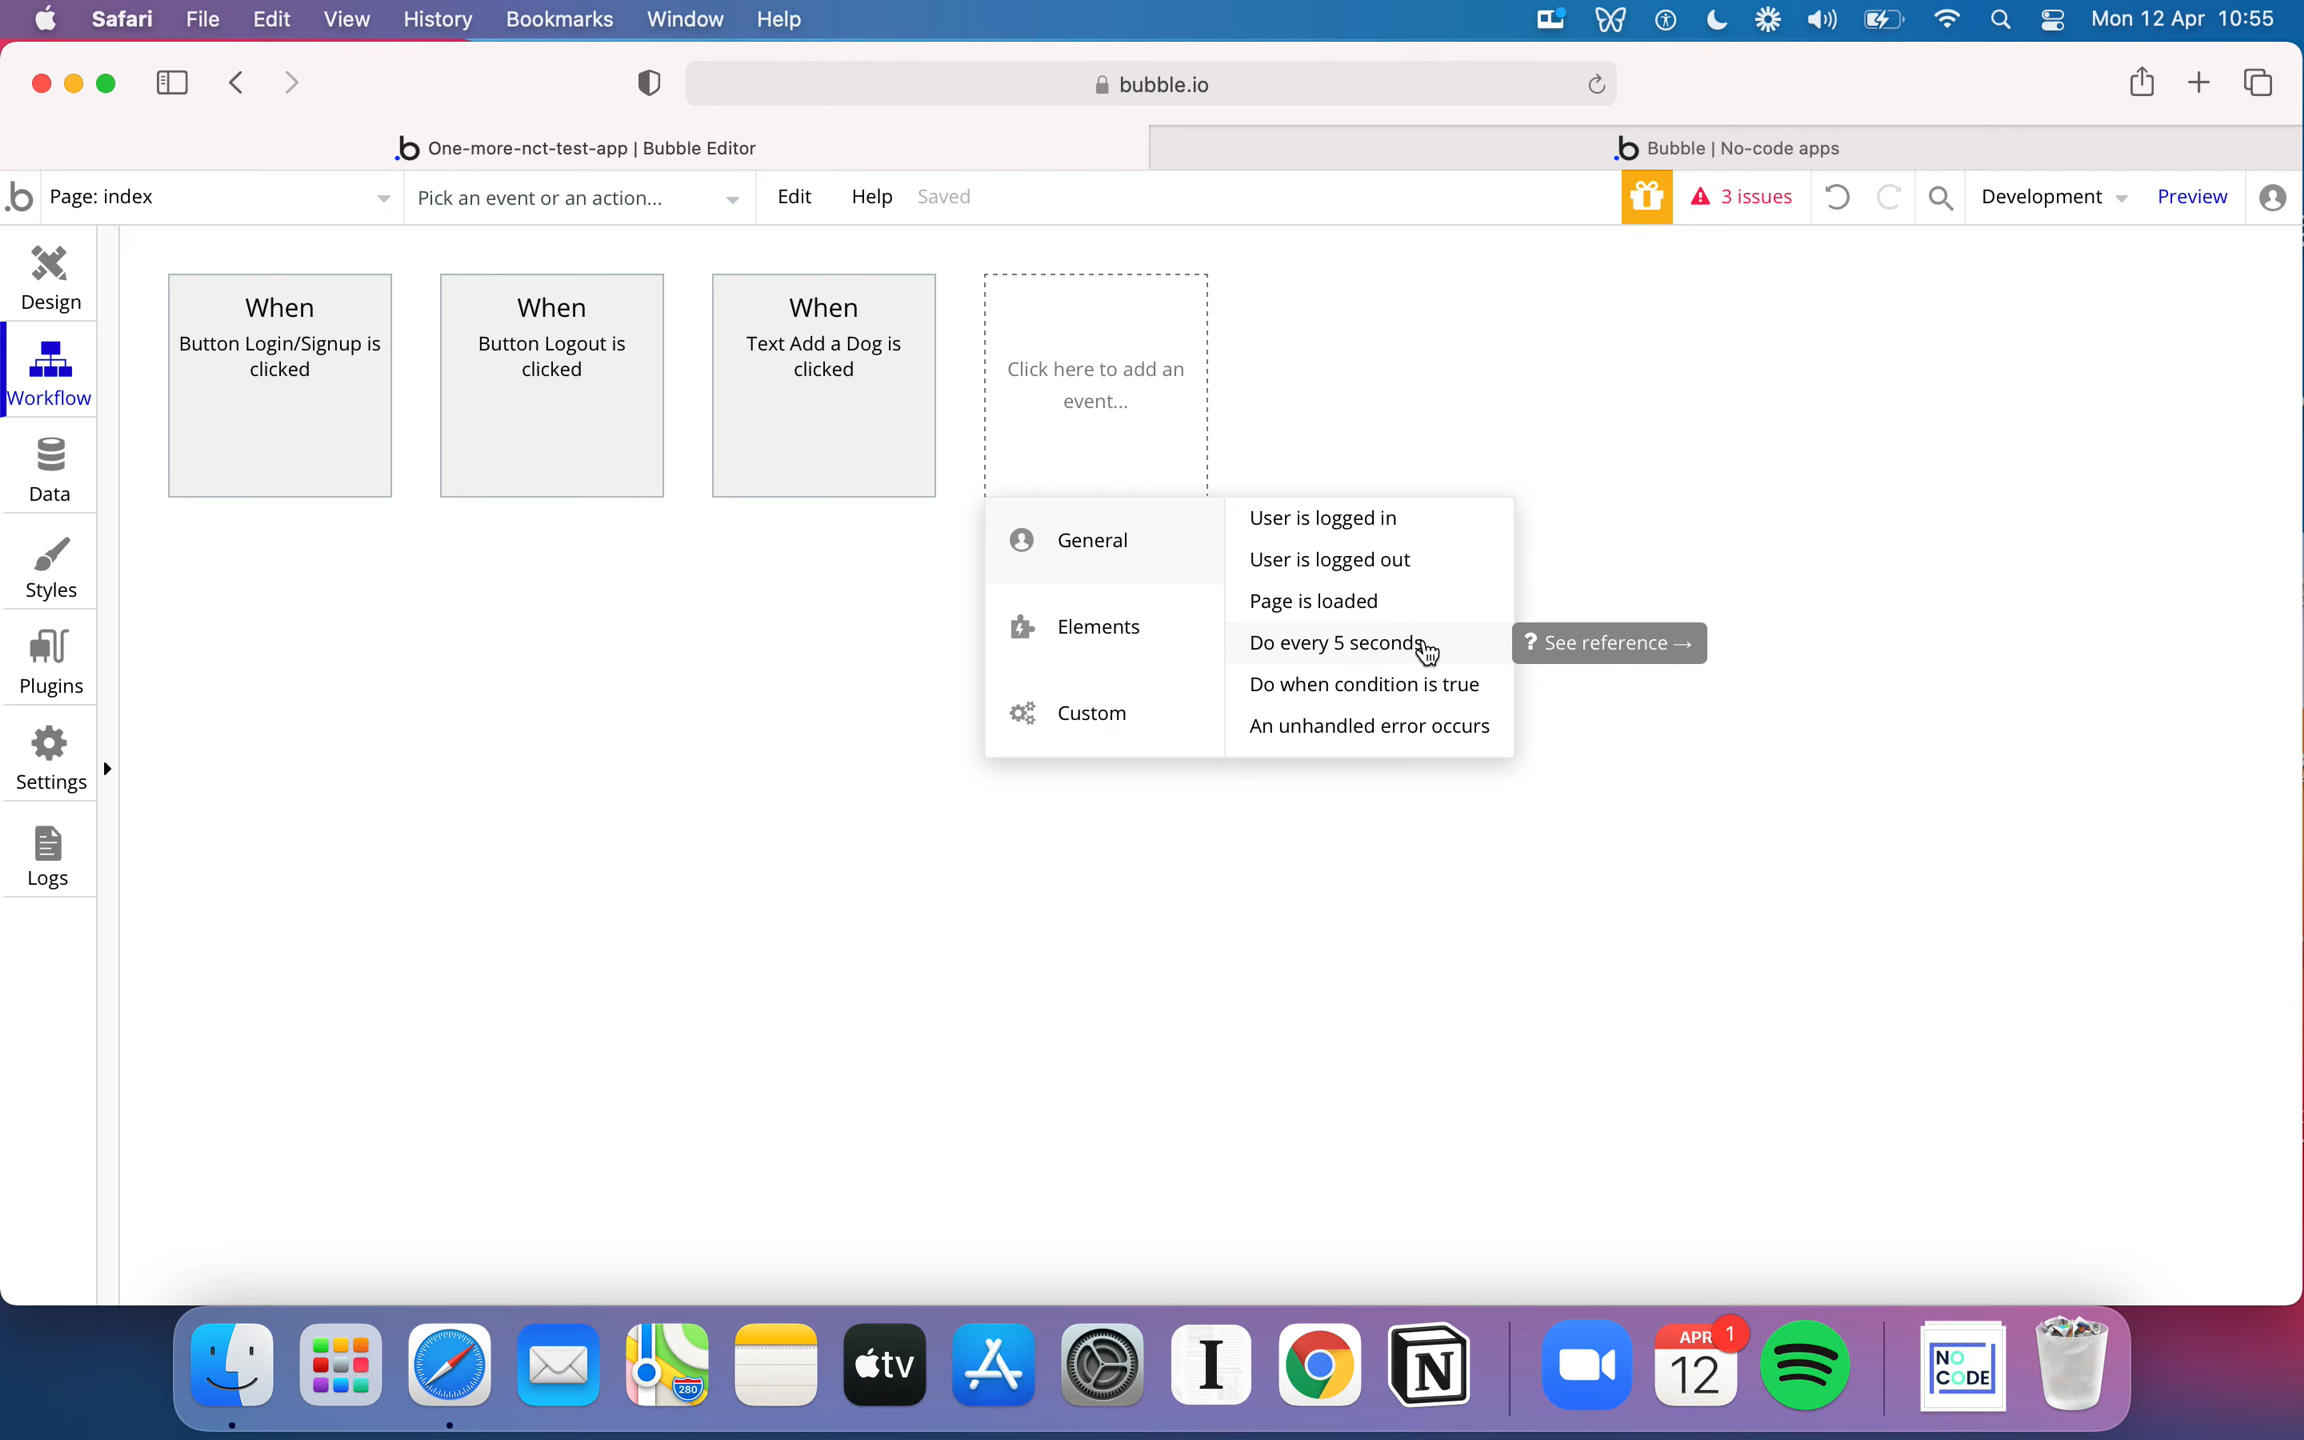 Safari File Edit View History Bookmarks Window Help Mon 12 Apr 10:55
bubble.io
One-more-nct-test-app | Bubble Editor
Bubble | No-code apps
Page: index
Pick an event or an action...
Edit Help Saved
3 issues
Development
Preview
Design
Workflow
Data
Styles
Plugins
Settings
Logs
When
Button Login/Signup is
clicked
When
Button Logout is
clicked
When
Text Add a Dog is
clicked
Click here to add an
event...
General
Elements
Custom
User is logged in
User is logged out
Page is loaded
Do every 5 seconds
Do when condition is true
An unhandled error occurs
? See reference →
280
tv
I
N
APR
1
12
NO
CODE